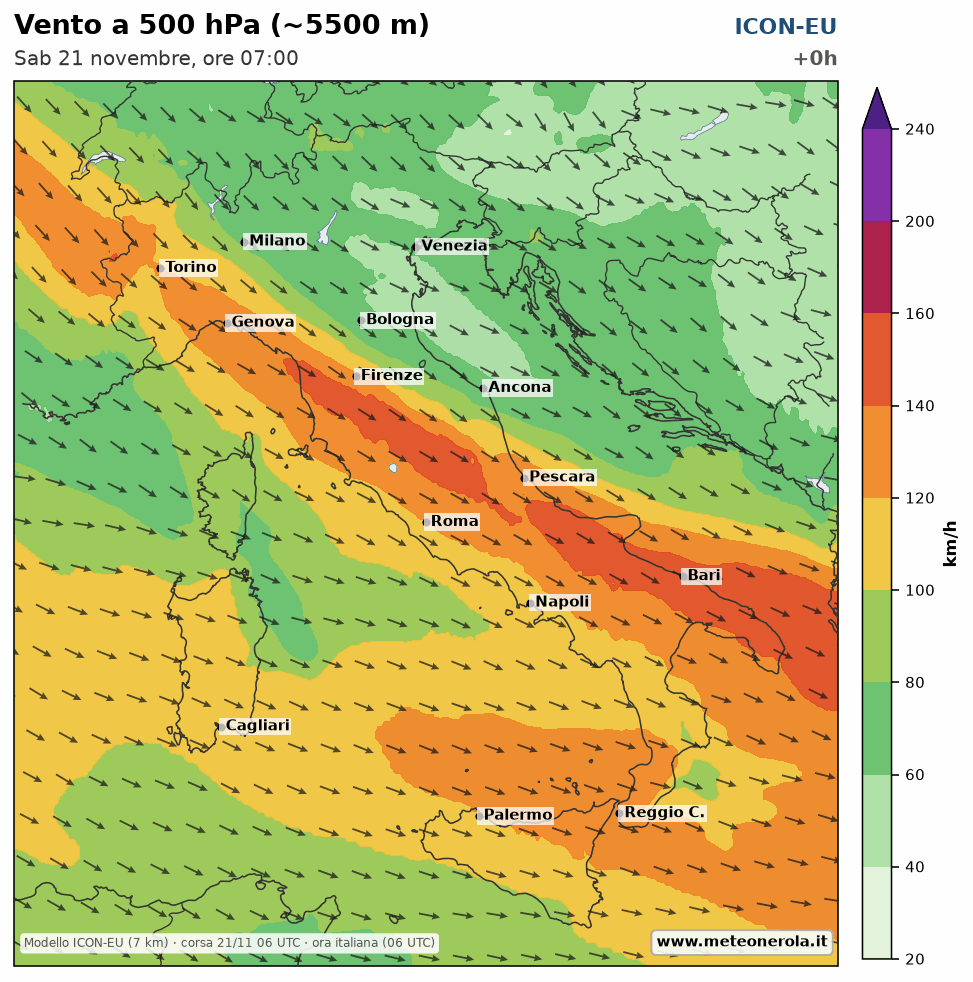 Vento a 500 hPa (~5500 m)
ICON-EU
Sab 21 novembre, ore 07:00
+0h
240
200
160
140
120
100
80
60
40
20
km/h
Milano
Venezia
Torino
Genova
Bologna
Firenze
Ancona
Pescara
Roma
Bari
Napoli
Cagliari
Palermo
Reggio C.
Modello ICON-EU (7 km) · corsa 21/11 06 UTC · ora italiana (06 UTC)
www.meteonerola.it